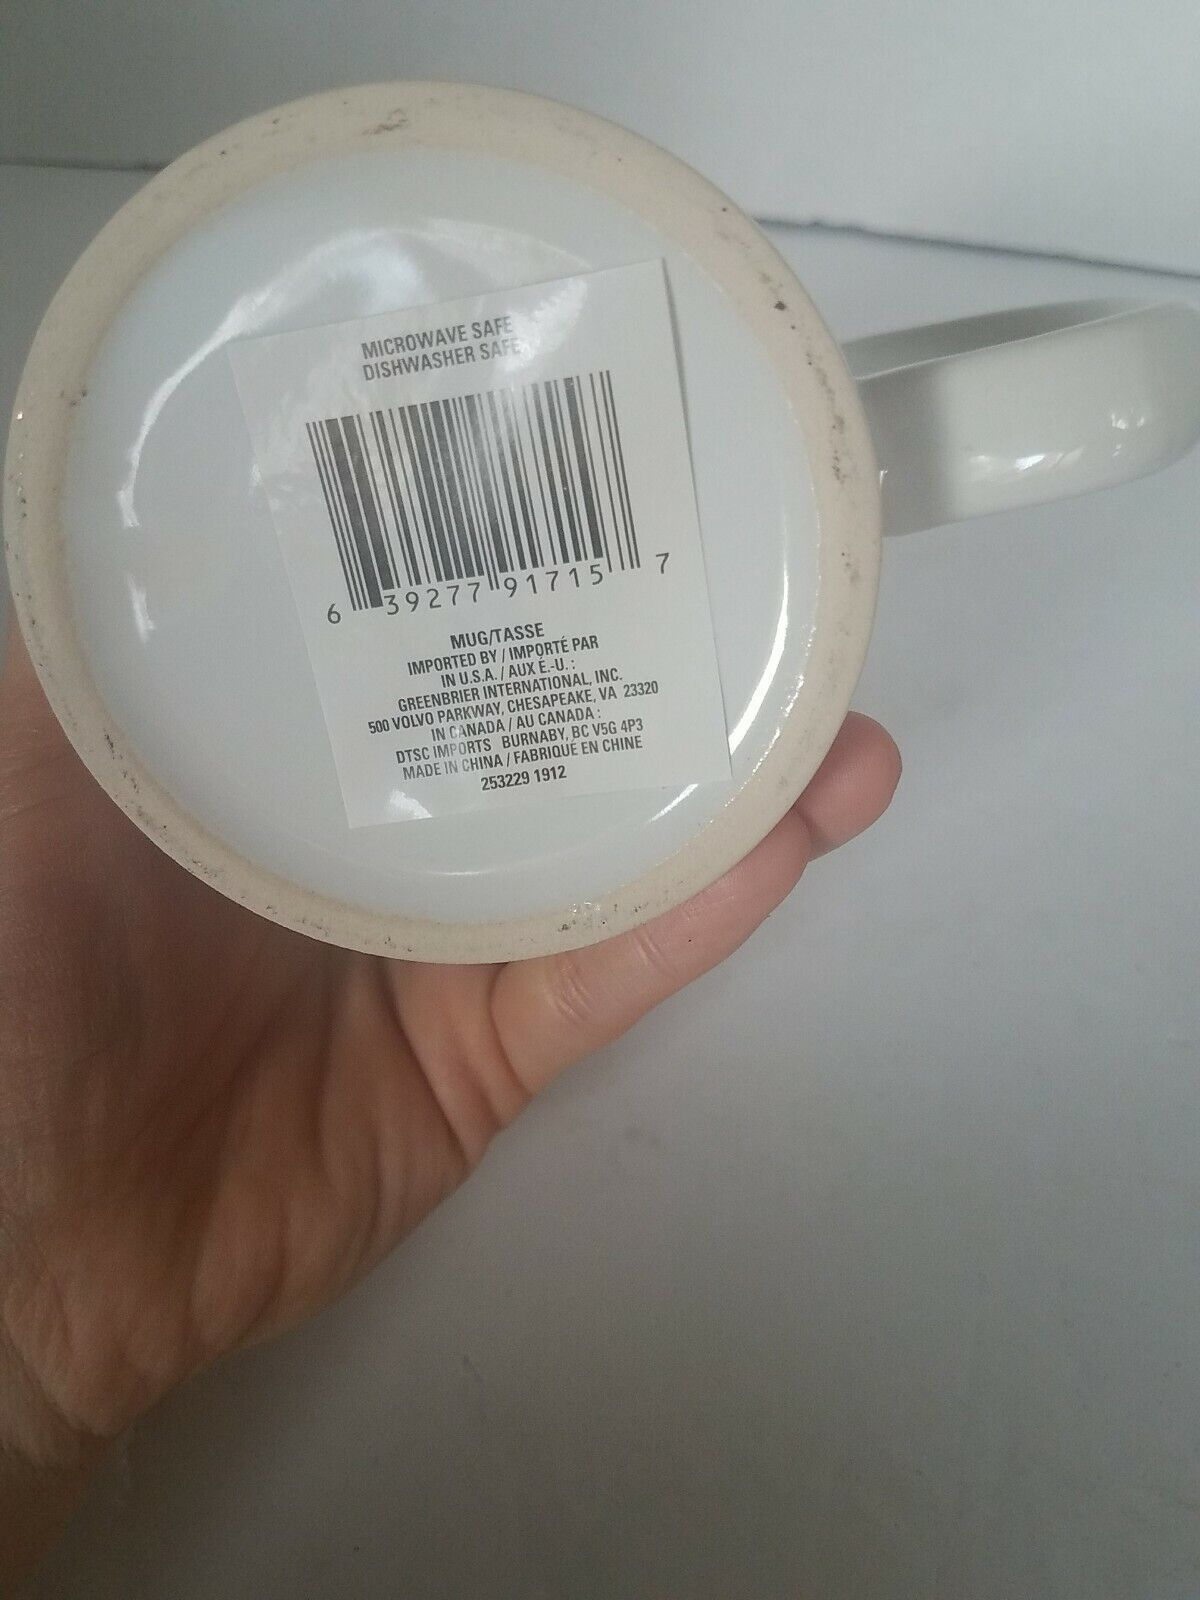 MICROWAVE SAFE
DISHWASHER SAFE
6 39277 91715 7
MUG/TASSE
IMPORTED BY / IMPORTÉ PAR
IN U.S.A. / AUX É.-U. :
GREENBRIER INTERNATIONAL, INC.
500 VOLVO PARKWAY, CHESAPEAKE, VA 23320
IN CANADA / AU CANADA :
DTSC IMPORTS BURNABY, BC V5G 4P3
MADE IN CHINA / FABRIQUÉ EN CHINE
253229 1912